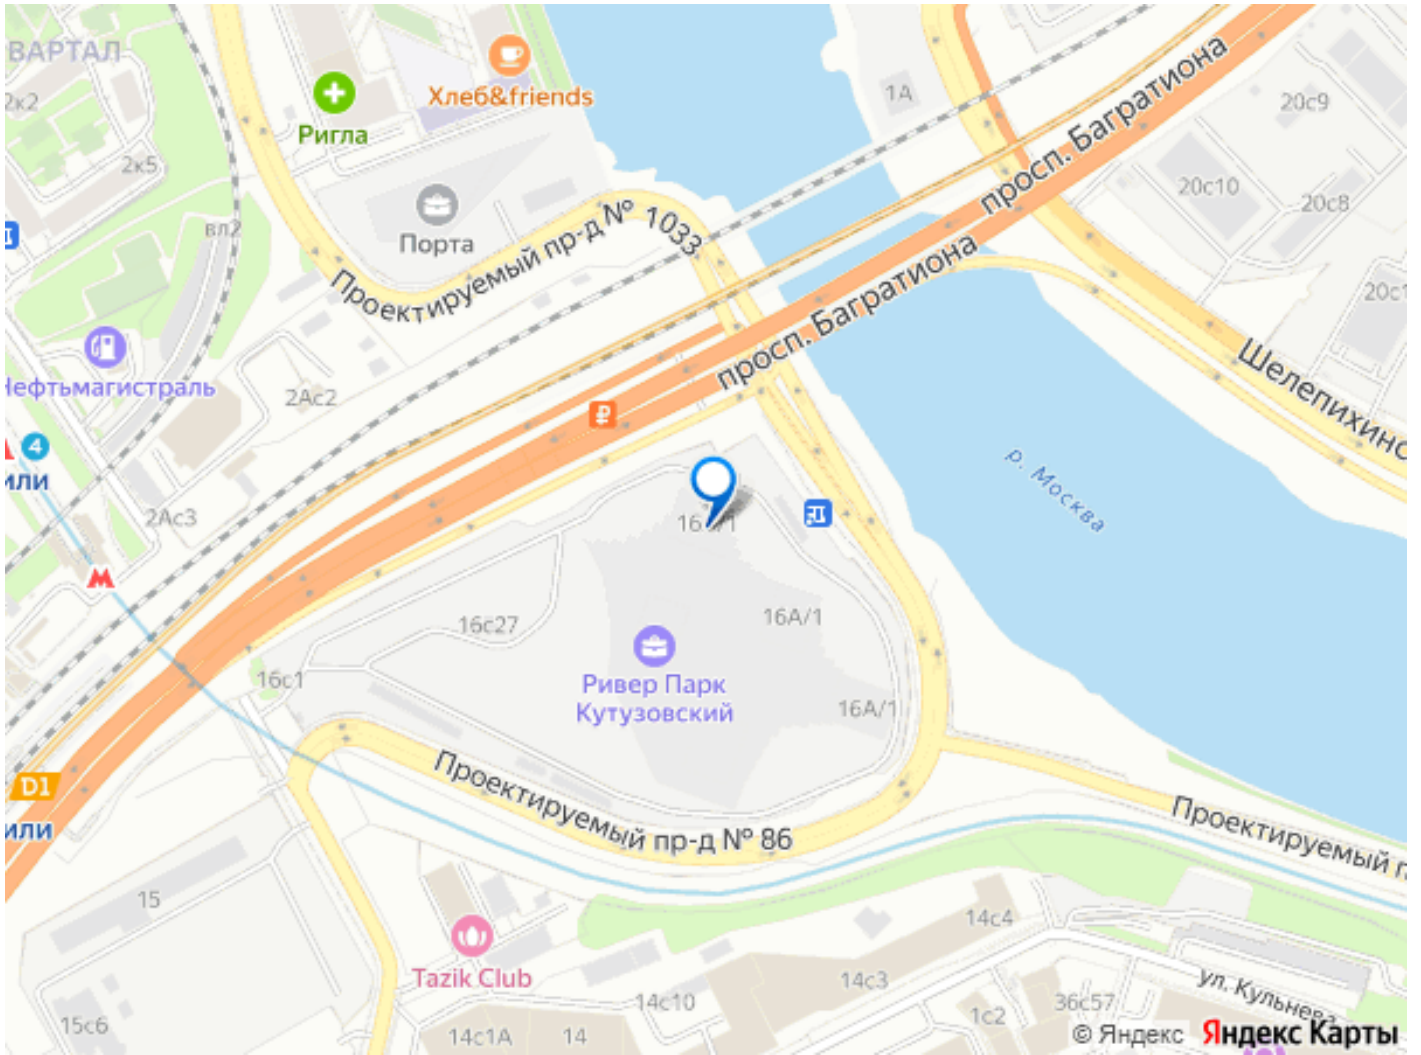 ВАРТАЛ
2к2
Хлеб&friends
Ригла
1А
20с9
просп. Багратиона
2к5
20с10
20с8
вл2
Порта
Проектируемый пр-д № 1033
просп. Багратиона
20с1
Нефтьмагистраль
2Ас2
Шелепихинс
4
или
р. Москва
2Ас3
М
16с27
16А/1
Ривер Парк
Кутузовский
16с1
16А/1
D1
Проектируемый пр-д № 86
Проектируемый п
или
15
14с4
Tazik Club
14с3
ул. Кульнева
14с10
36с57
15с6
14с1А
14
1с2
© Яндекс Яндекс Карты